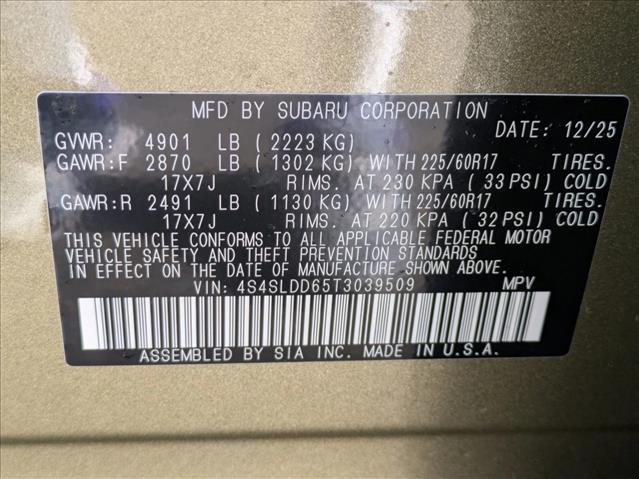 MFD BY SUBARU CORPORATION
DATE: 12/25
GVWR: 4901 LB ( 2223 KG)
GAWR:F 2870 LB ( 1302 KG) WITH 225/60R17 TIRES.
17X7J RIMS. AT 230 KPA ( 33 PSI) COLD
GAWR:R 2491 LB ( 1130 KG) WITH 225/60R17 TIRES.
17X7J RIMS. AT 220 KPA ( 32 PSI) COLD
THIS VEHICLE CONFORMS TO ALL APPLICABLE FEDERAL MOTOR
VEHICLE SAFETY AND THEFT PREVENTION STANDARDS
IN EFFECT ON THE DATE OF MANUFACTURE SHOWN ABOVE.
VIN: 4S4SLDD65T3039509 MPV
ASSEMBLED BY SIA INC. MADE IN U.S.A.